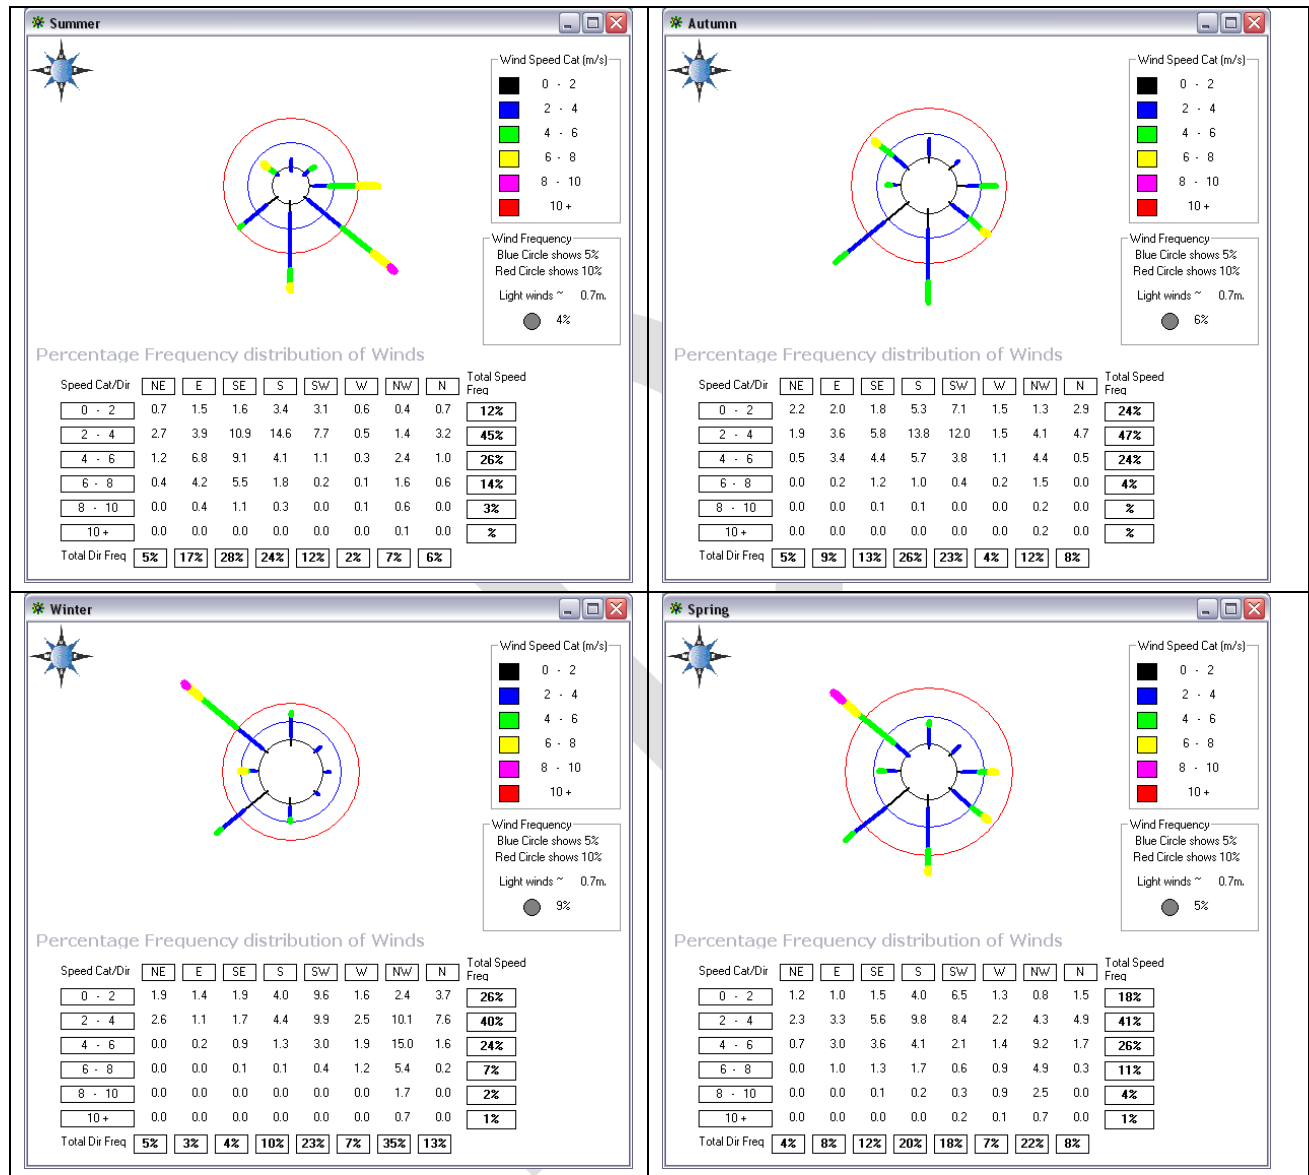 Summer
Wind Speed Cat (m/s)
0 - 2
2 - 4
4 - 6
6 - 8
8 - 10
10 +
Wind Frequency
Blue Circle shows 5%
Red Circle shows 10%
Light winds ~ 0.7m.
4%
Percentage Frequency distribution of Winds
Speed Cat/Dir NE E SE S SW W NW N Total Speed Freq
0 - 2 0.7 1.5 1.6 3.4 3.1 0.6 0.4 0.7 12%
2 - 4 2.7 3.9 10.9 14.6 7.7 0.5 1.4 3.2 45%
4 - 6 1.2 6.8 9.1 4.1 1.1 0.3 2.4 1.0 26%
6 - 8 0.4 4.2 5.5 1.8 0.2 0.1 1.6 0.6 14%
8 - 10 0.0 0.4 1.1 0.3 0.0 0.1 0.6 0.0 3%
10 + 0.0 0.0 0.0 0.0 0.0 0.0 0.1 0.0 %
Total Dir Freq 5% 17% 28% 24% 12% 2% 7% 6%
Autumn
Wind Speed Cat (m/s)
0 - 2
2 - 4
4 - 6
6 - 8
8 - 10
10 +
Wind Frequency
Blue Circle shows 5%
Red Circle shows 10%
Light winds ~ 0.7m.
6%
Percentage Frequency distribution of Winds
Speed Cat/Dir NE E SE S SW W NW N Total Speed Freq
0 - 2 2.2 2.0 1.8 5.3 7.1 1.5 1.3 2.9 24%
2 - 4 1.9 3.6 5.8 13.8 12.0 1.5 4.1 4.7 47%
4 - 6 0.5 3.4 4.4 5.7 3.8 1.1 4.4 0.5 24%
6 - 8 0.0 0.2 1.2 1.0 0.4 0.2 1.5 0.0 4%
8 - 10 0.0 0.0 0.1 0.1 0.0 0.0 0.2 0.0 %
10 + 0.0 0.0 0.0 0.0 0.0 0.0 0.2 0.0 %
Total Dir Freq 5% 9% 13% 26% 23% 4% 12% 8%
Winter
Wind Speed Cat (m/s)
0 - 2
2 - 4
4 - 6
6 - 8
8 - 10
10 +
Wind Frequency
Blue Circle shows 5%
Red Circle shows 10%
Light winds ~ 0.7m.
9%
Percentage Frequency distribution of Winds
Speed Cat/Dir NE E SE S SW W NW N Total Speed Freq
0 - 2 1.9 1.4 1.9 4.0 9.6 1.6 2.4 3.7 26%
2 - 4 2.6 1.1 1.7 4.4 9.9 2.5 10.1 7.6 40%
4 - 6 0.0 0.2 0.9 1.3 3.0 1.9 15.0 1.6 24%
6 - 8 0.0 0.0 0.1 0.1 0.4 1.2 5.4 0.2 7%
8 - 10 0.0 0.0 0.0 0.0 0.0 0.0 1.7 0.0 2%
10 + 0.0 0.0 0.0 0.0 0.0 0.0 0.7 0.0 1%
Total Dir Freq 5% 3% 4% 10% 23% 7% 35% 13%
Spring
Wind Speed Cat (m/s)
0 - 2
2 - 4
4 - 6
6 - 8
8 - 10
10 +
Wind Frequency
Blue Circle shows 5%
Red Circle shows 10%
Light winds ~ 0.7m.
5%
Percentage Frequency distribution of Winds
Speed Cat/Dir NE E SE S SW W NW N Total Speed Freq
0 - 2 1.2 1.0 1.5 4.0 6.5 1.3 0.8 1.5 18%
2 - 4 2.3 3.3 5.6 9.8 8.4 2.2 4.3 4.9 41%
4 - 6 0.7 3.0 3.6 4.1 2.1 1.4 9.2 1.7 26%
6 - 8 0.0 1.0 1.3 1.7 0.6 0.9 4.9 0.3 11%
8 - 10 0.0 0.0 0.1 0.2 0.3 0.9 2.5 0.0 4%
10 + 0.0 0.0 0.0 0.0 0.2 0.1 0.7 0.0 1%
Total Dir Freq 4% 8% 12% 20% 18% 7% 22% 8%